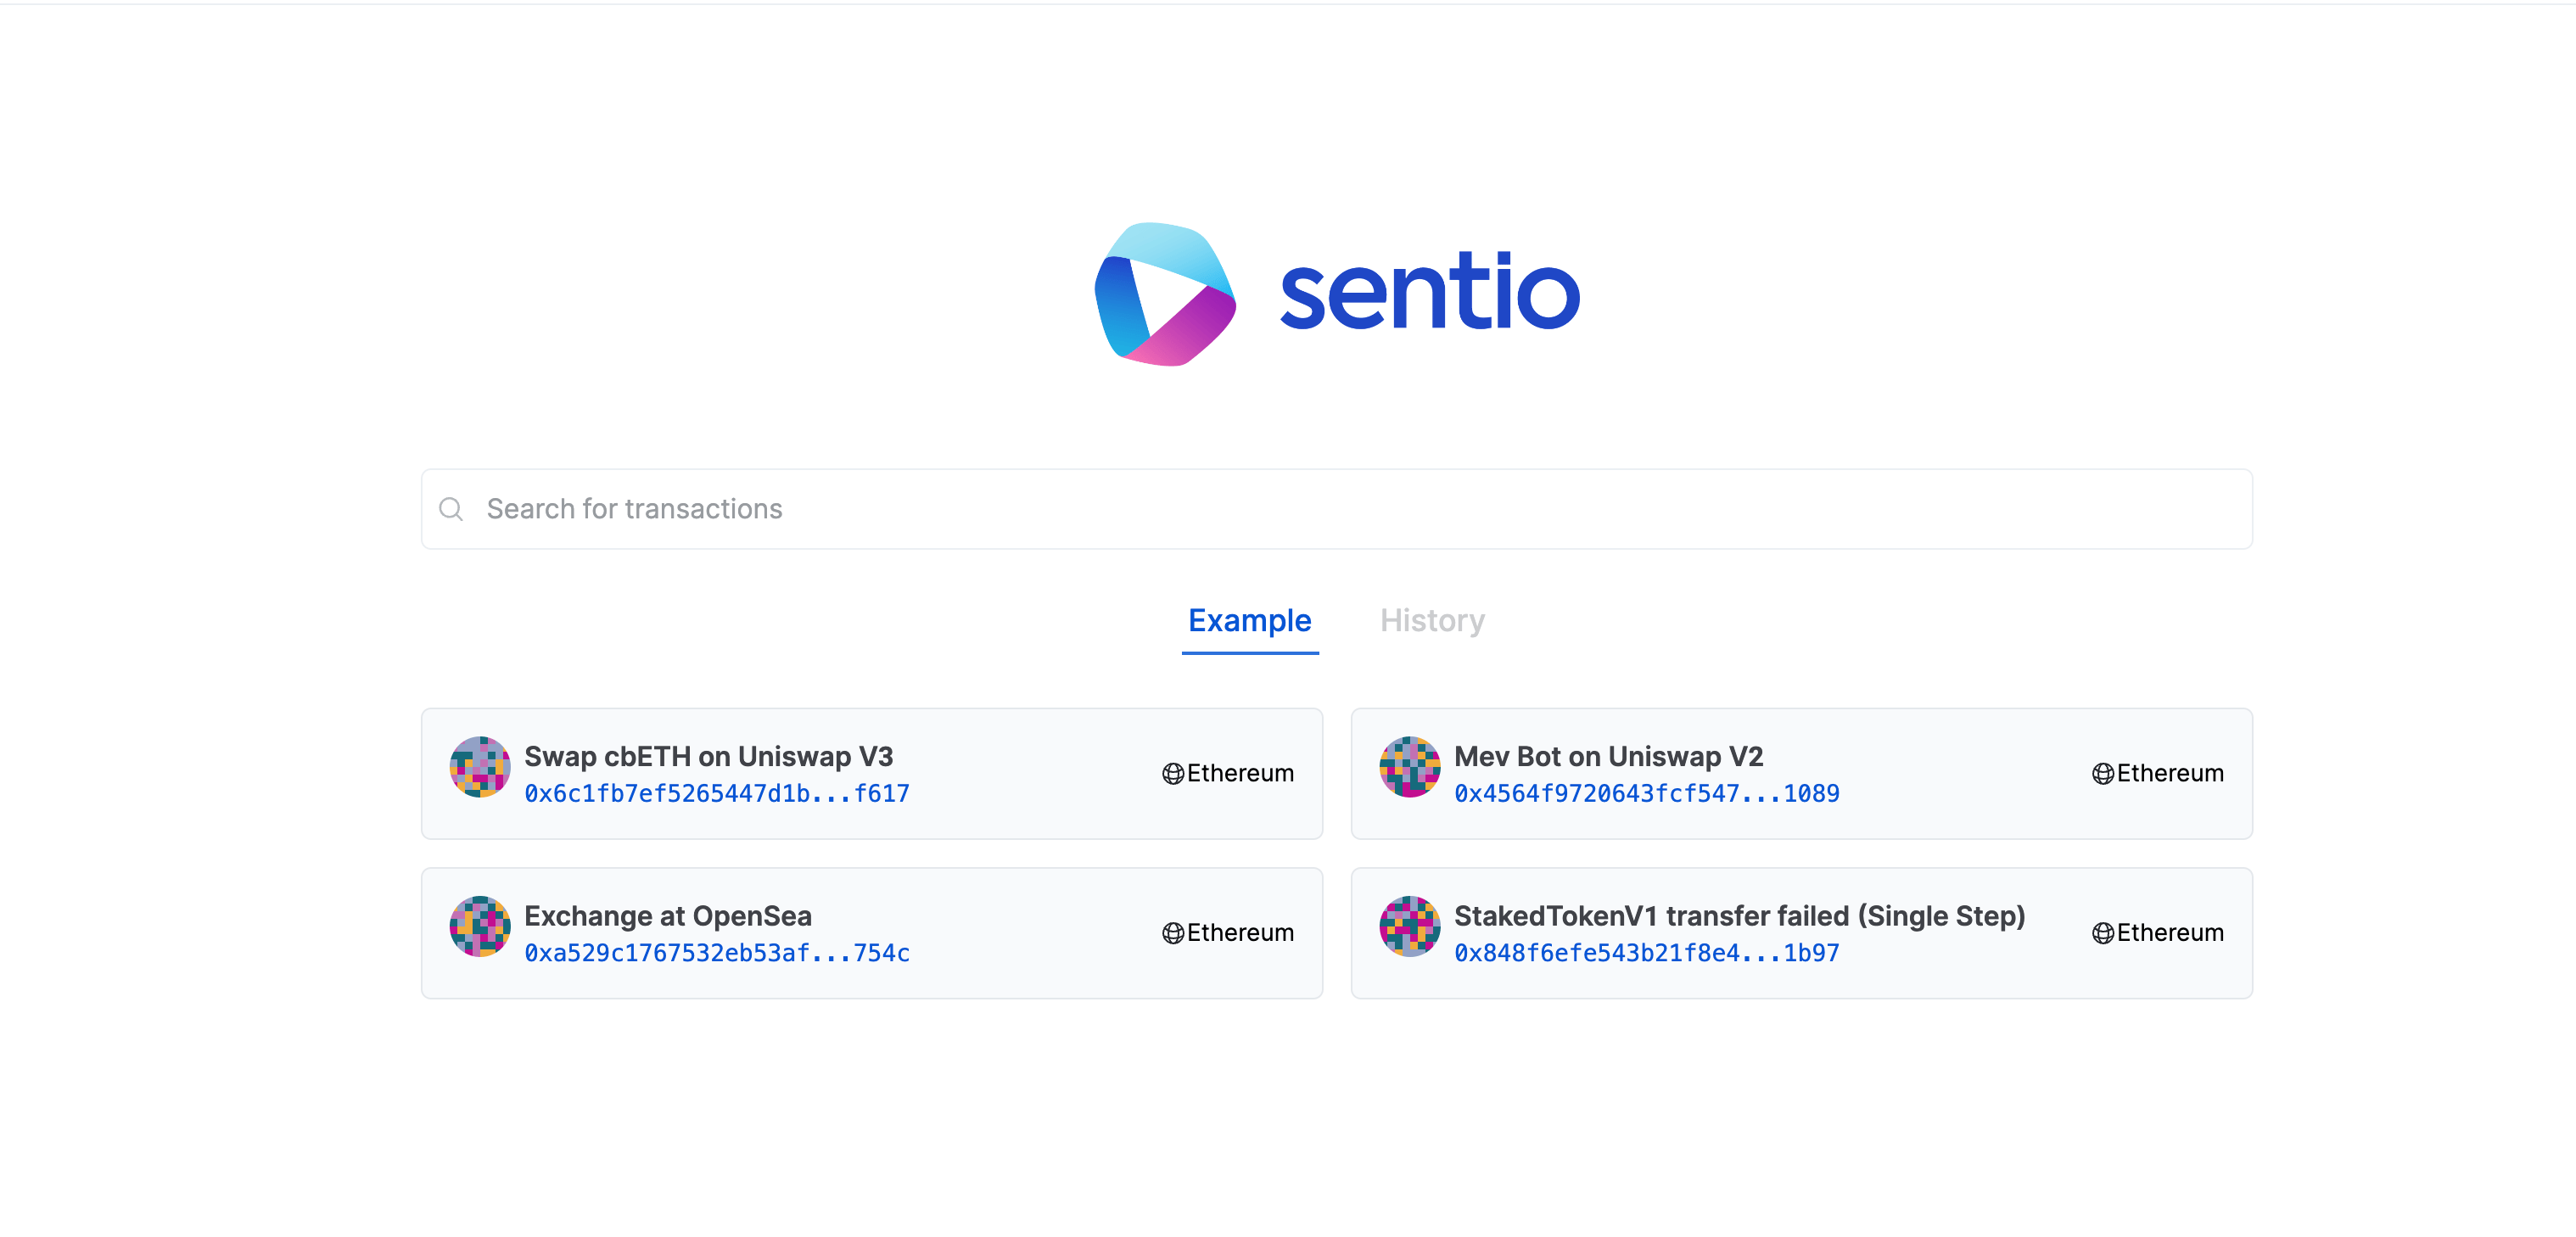 sentio
Search for transactions
Example
History
Swap cbETH on Uniswap V3
0x6c1fb7ef5265447d1b...f617
Ethereum
Mev Bot on Uniswap V2
0x4564f9720643fcf547...1089
Ethereum
Exchange at OpenSea
0xa529c1767532eb53af...754c
Ethereum
StakedTokenV1 transfer failed (Single Step)
0x848f6efe543b21f8e4...1b97
Ethereum